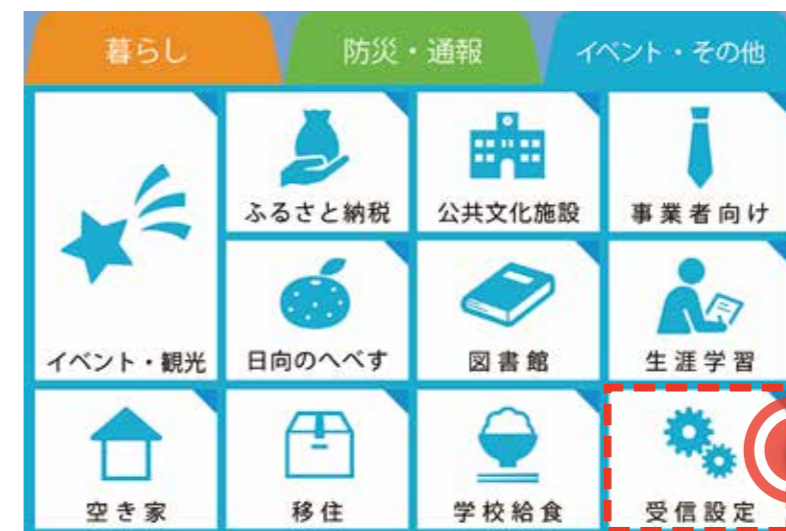 暮らし
防災・通報
イベント・その他
ふるさと納税
公共文化施設
事業者向け
イベント・観光
日向のへべす
図書館
生涯学習
空き家
移住
学校給食
受信設定